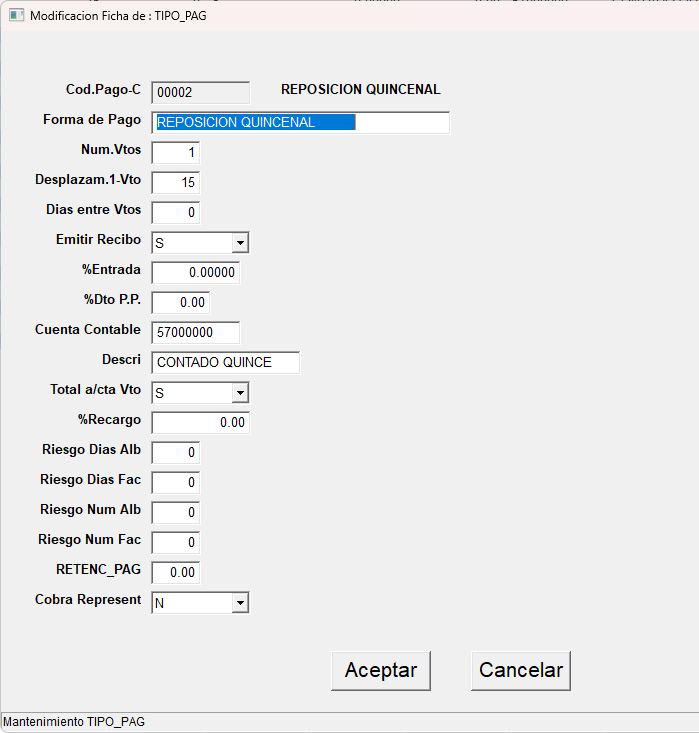 Modificacion Ficha de : TIPO_PAG
Cod.Pago-C 00002 REPOSICION QUINCENAL
Forma de Pago REPOSICION QUINCENAL
Num.Vtos 1
Desplazam.1-Vto 15
Dias entre Vtos 0
Emitir Recibo S
%Entrada 0.00000
%Dto P.P. 0.00
Cuenta Contable 57000000
Descri CONTADO QUINCE
Total a/cta Vto S
%Recargo 0.00
Riesgo Dias Alb 0
Riesgo Dias Fac 0
Riesgo Num Alb 0
Riesgo Num Fac 0
RETENC_PAG 0.00
Cobra Represent N
Aceptar Cancelar
Mantenimiento TIPO_PAG